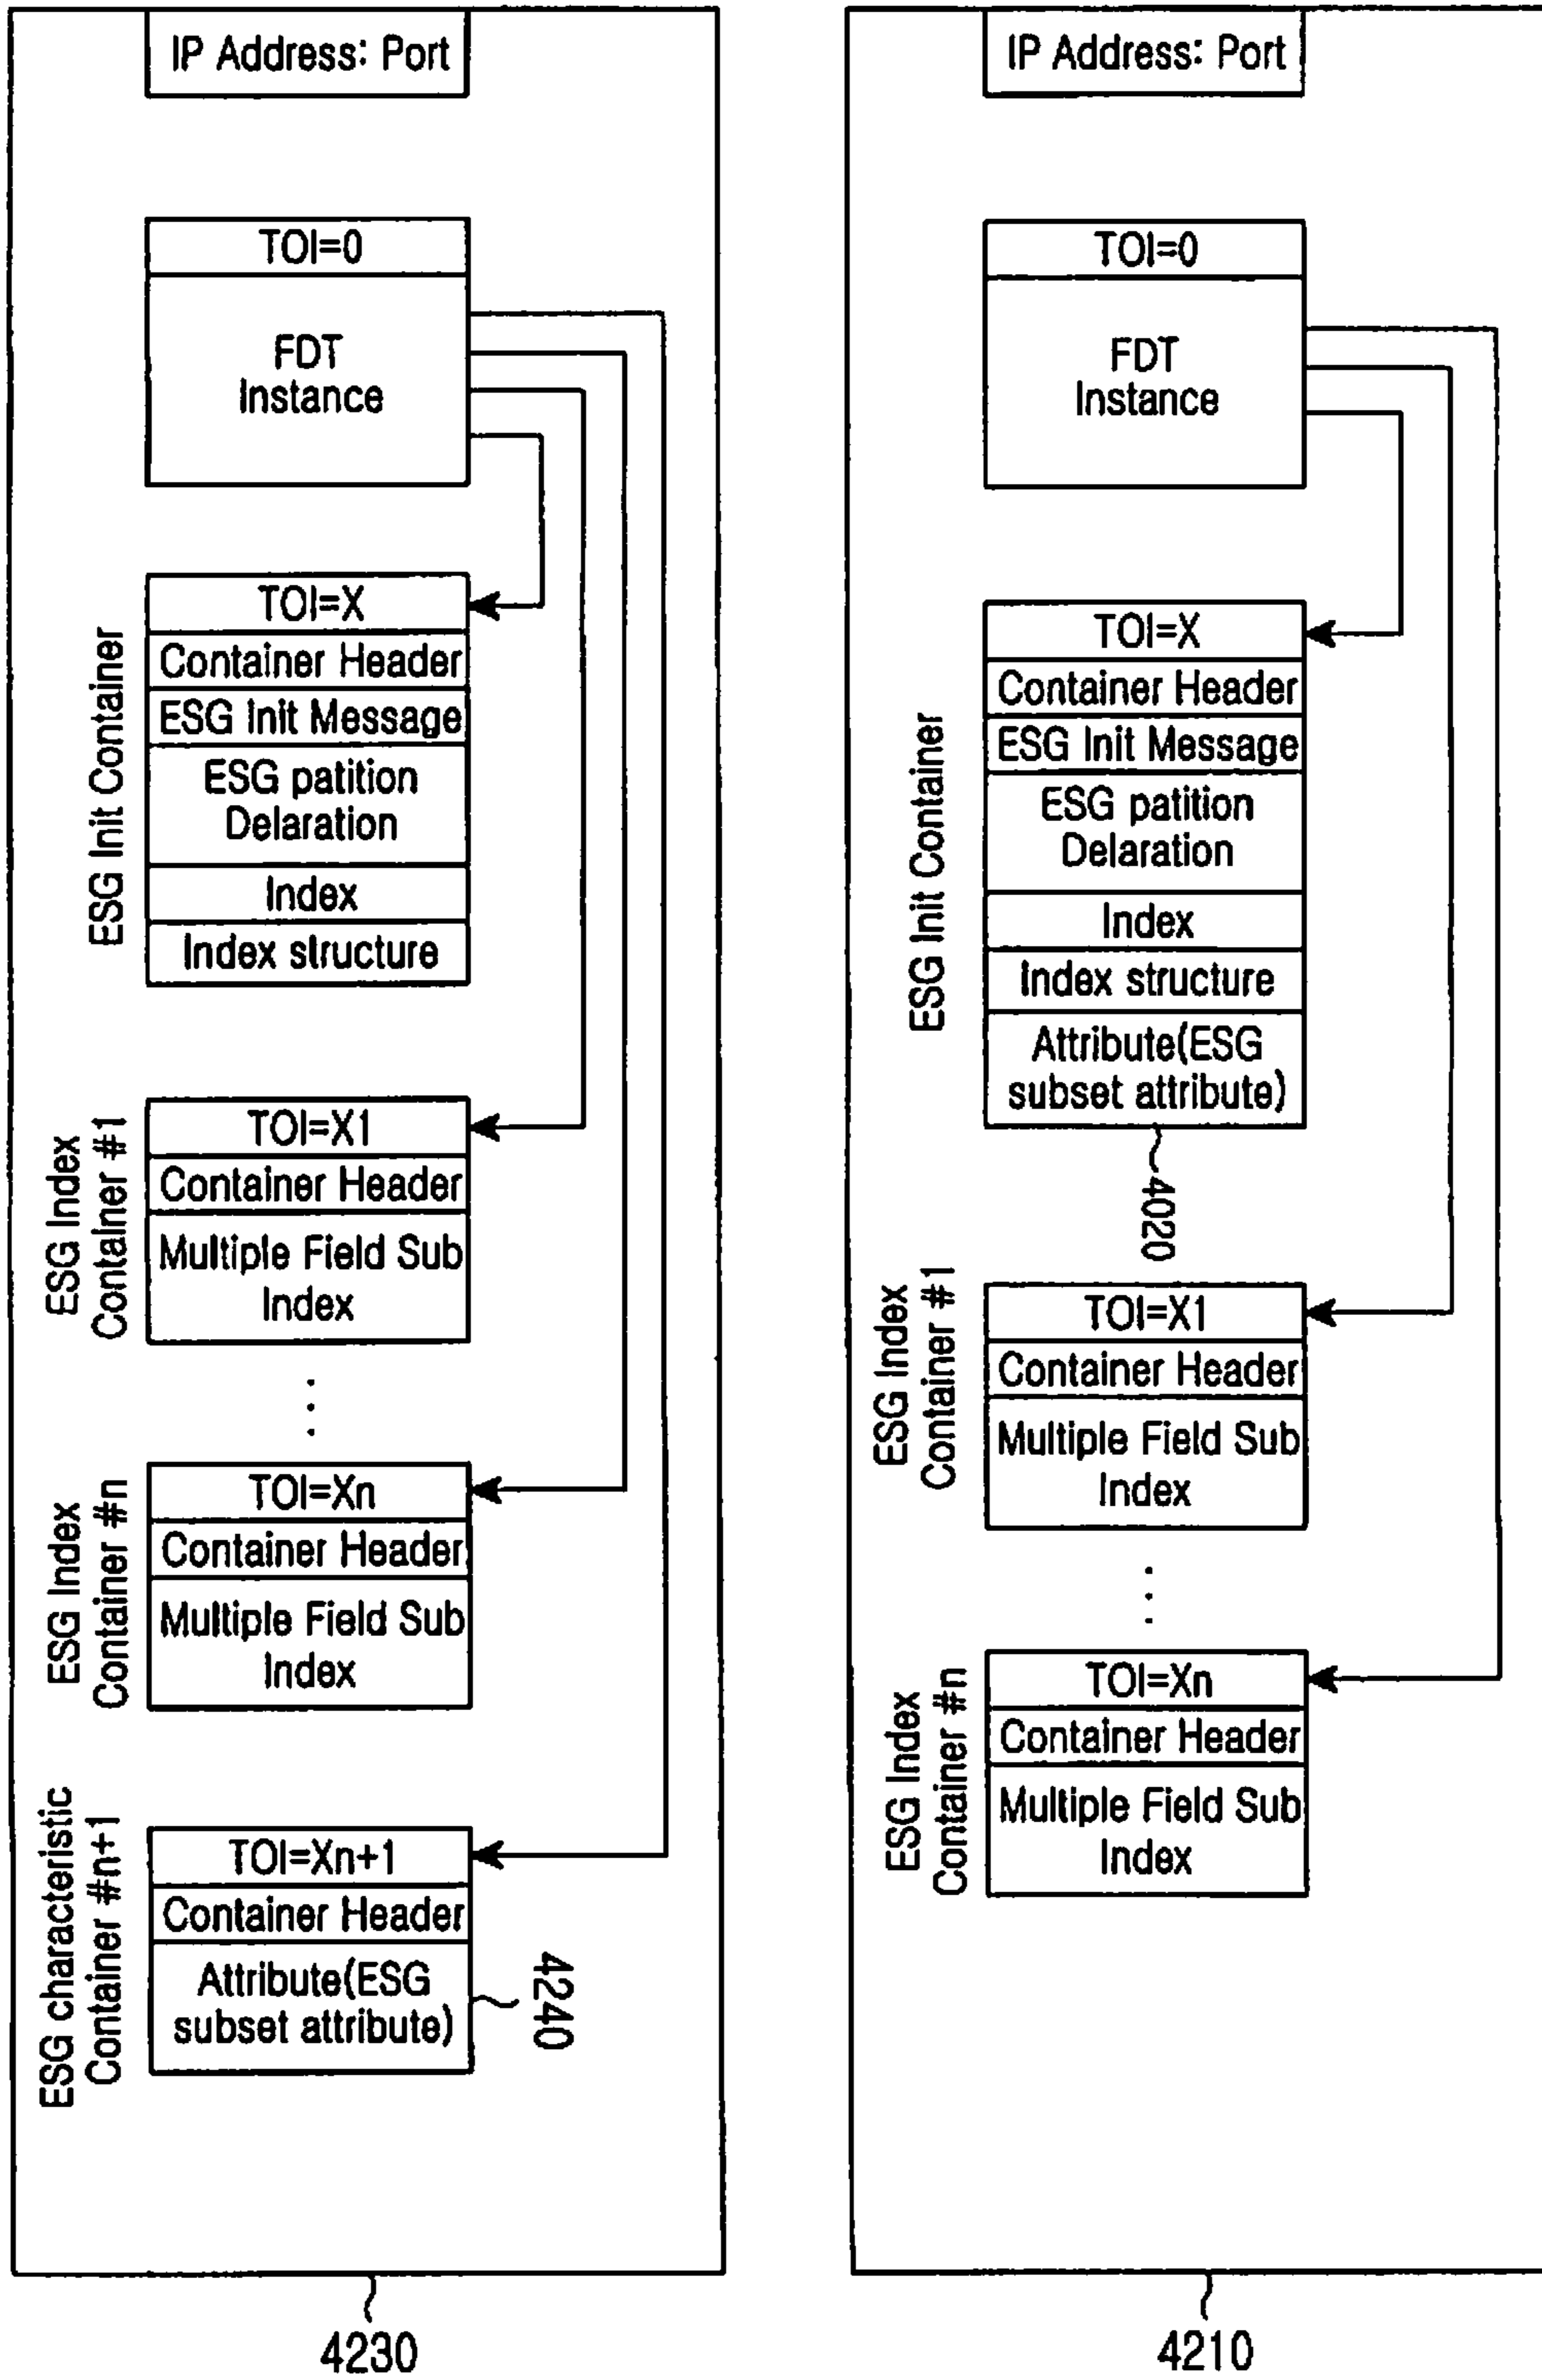 IP Address: Port
TOI=0
FDT
Instance
ESG Init Container
TOI=X
Container Header
ESG Init Message
ESG patition
Delaration
Index
Index structure
ESG Index
Container #1
TOI=X1
Container Header
Multiple Field Sub
Index
ESG Index
Container #n
TOI=Xn
Container Header
Multiple Field Sub
Index
ESG characteristic
Container #n+1
TOI=Xn+1
Container Header
Attribute(ESG
subset attribute)
4240
4230
IP Address: Port
TOI=0
FDT
Instance
ESG Init Container
TOI=X
Container Header
ESG Init Message
ESG patition
Delaration
Index
Index structure
Attribute(ESG
subset attribute)
4020
ESG Index
Container #1
TOI=X1
Container Header
Multiple Field Sub
Index
ESG Index
Container #n
TOI=Xn
Container Header
Multiple Field Sub
Index
4210